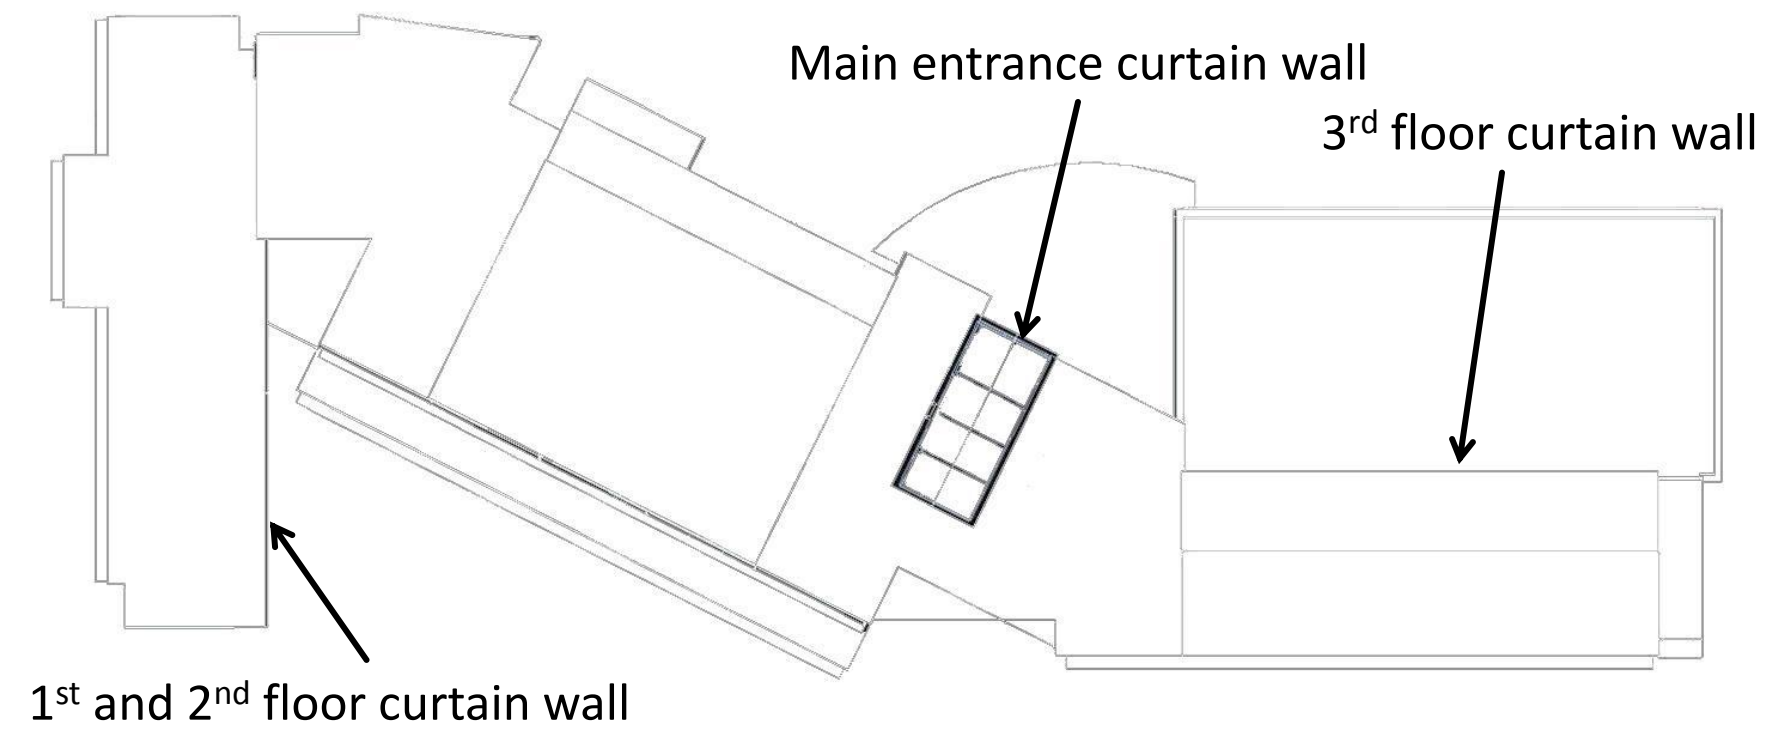 Main entrance curtain wall
3rd floor curtain wall
1st and 2nd floor curtain wall